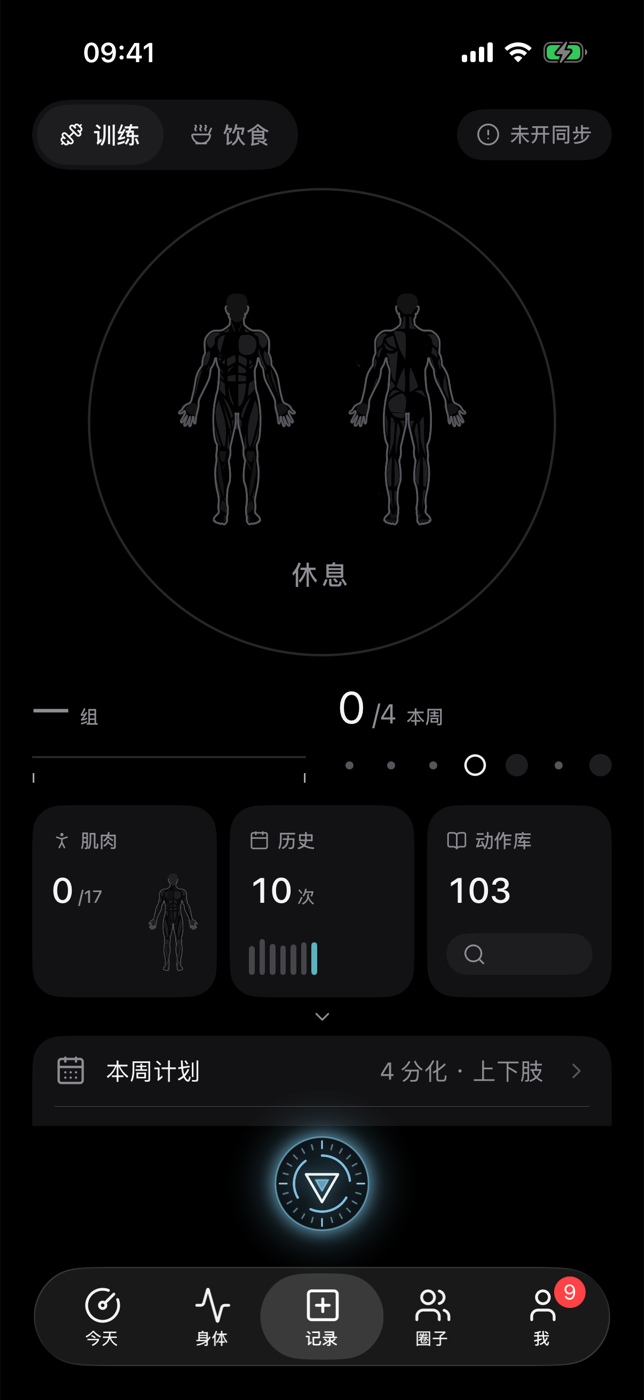 09:41
训练 饮食 未开同步
休息
— 组
0 /4 本周
肌肉
0 /17
历史
10 次
动作库
103
本周计划 4 分化 · 上下肢
今天 身体 记录 圈子 我
9